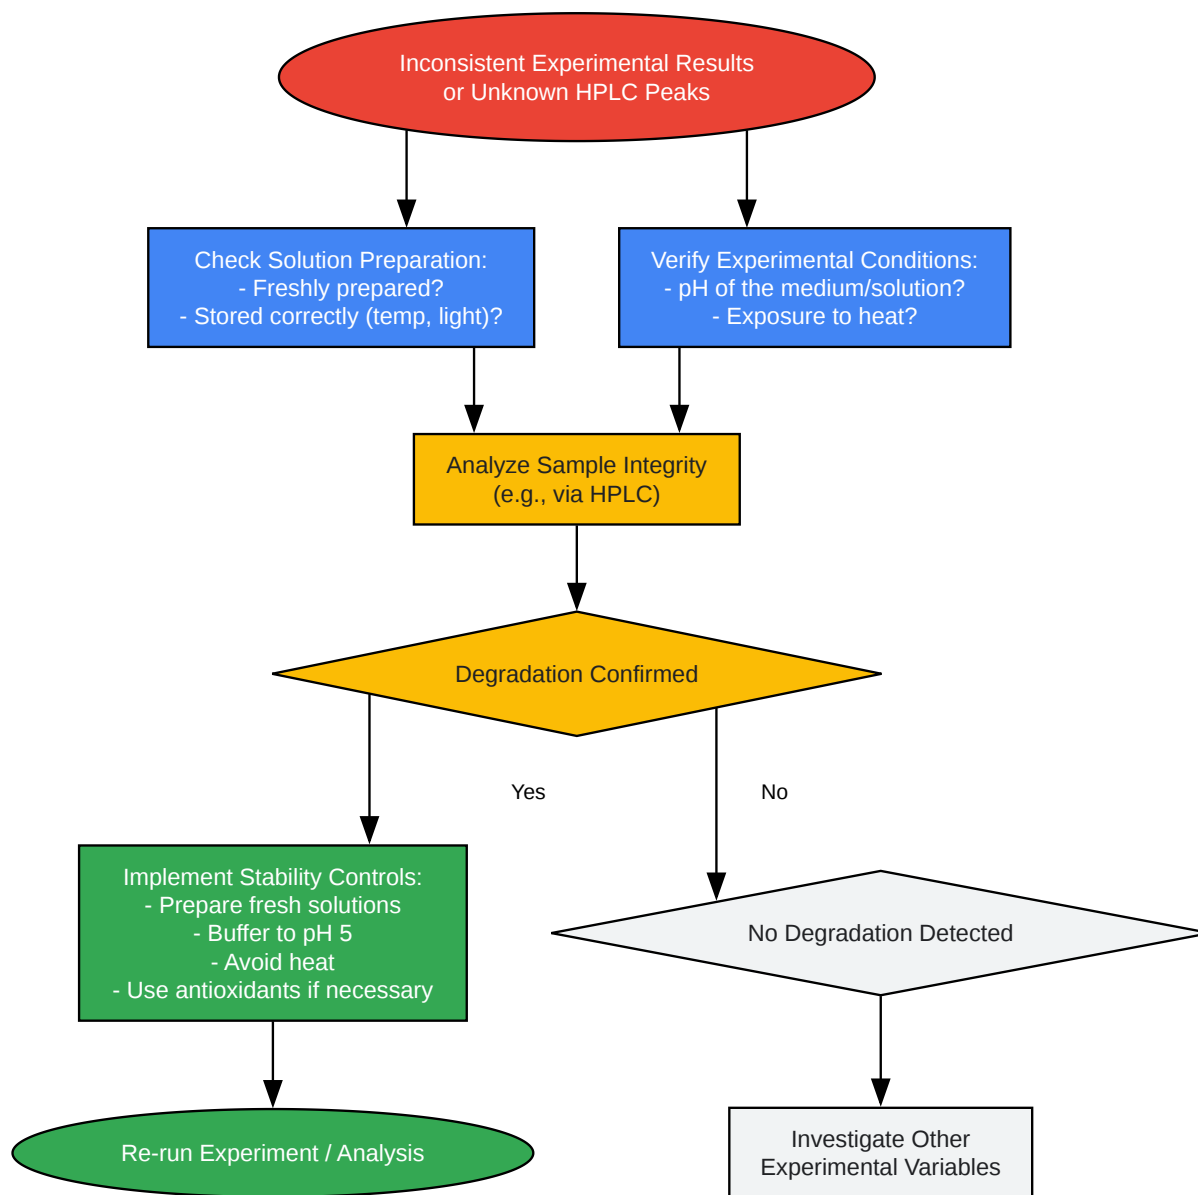 Inconsistent Experimental Results
or Unknown HPLC Peaks
Check Solution Preparation:
- Freshly prepared?
- Stored correctly (temp, light)?
Verify Experimental Conditions:
- pH of the medium/solution?
- Exposure to heat?
Analyze Sample Integrity
(e.g., via HPLC)
Degradation Confirmed
Yes
No
Implement Stability Controls:
- Prepare fresh solutions
- Buffer to pH 5
- Avoid heat
- Use antioxidants if necessary
No Degradation Detected
Re-run Experiment / Analysis
Investigate Other
Experimental Variables